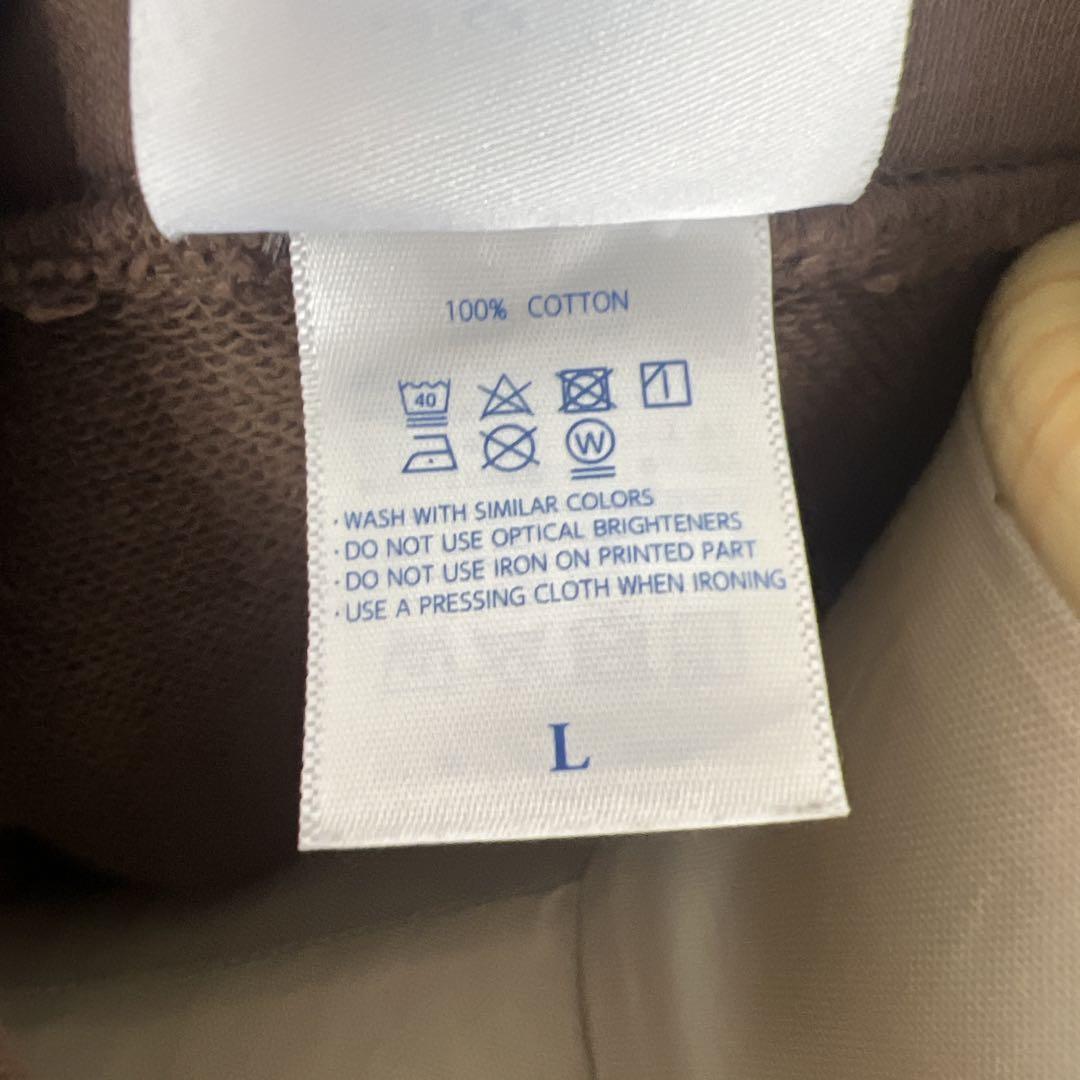 100% COTTON
40
W
· WASH WITH SIMILAR COLORS
· DO NOT USE OPTICAL BRIGHTENERS
· DO NOT USE IRON ON PRINTED PART
· USE A PRESSING CLOTH WHEN IRONING
L